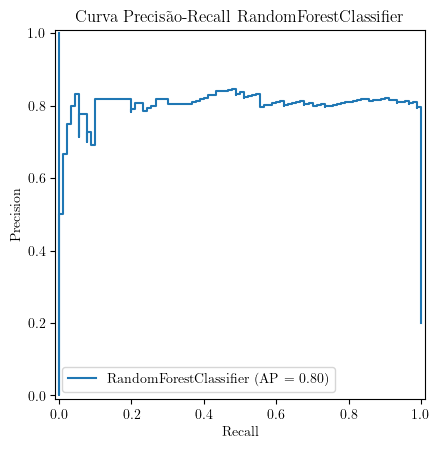 Curva Precisão-Recall RandomForestClassifier
1.0
0.8
0.6
0.4
0.2
0.0
Precision
RandomForestClassifier (AP = 0.80)
0.0 0.2 0.4 0.6 0.8 1.0
Recall